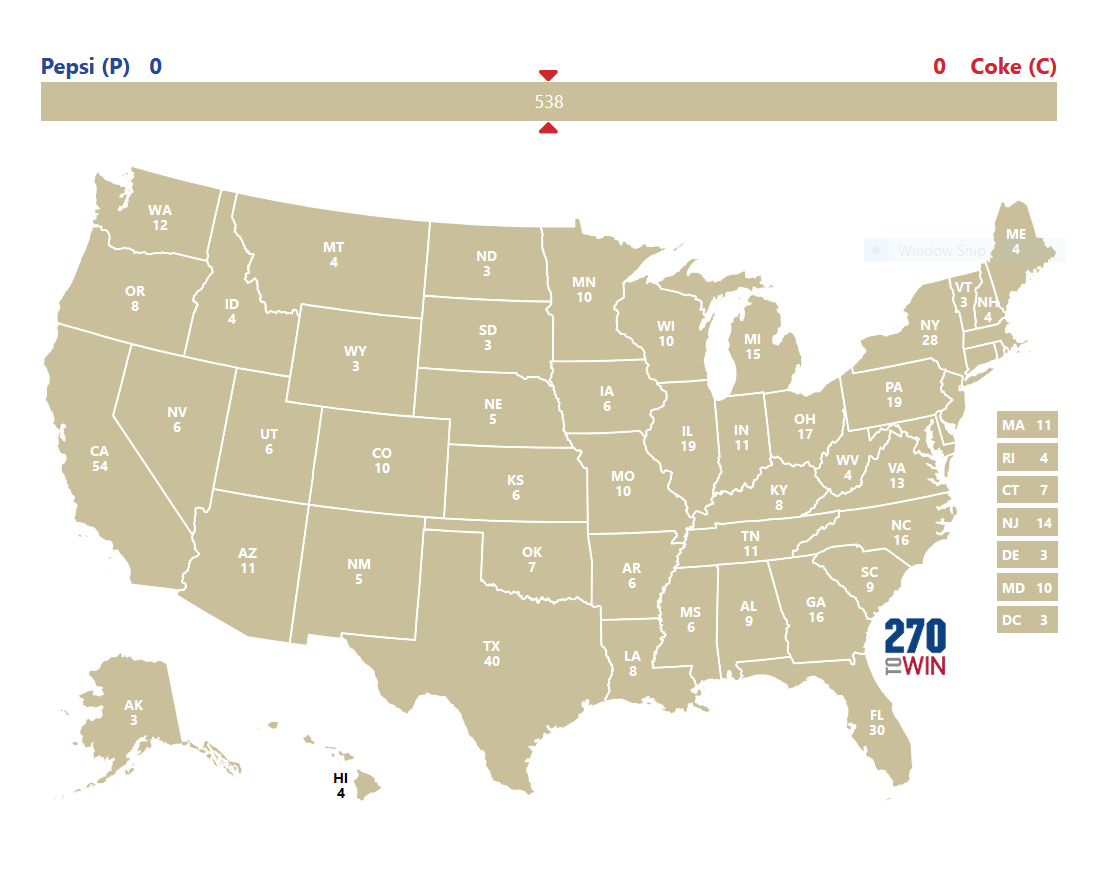 Pepsi (P) 0
0 Coke (C)
538
WA
12
MT
4
ND
3
MN
10
ME
4
Window Snip
OR
8
ID
4
VT
3
NH
4
WI
10
SD
3
NY
28
MI
15
WY
3
PA
19
IA
6
NE
5
NV
6
OH
17
MA 11
UT
6
IL
19
IN
11
CA
54
CO
10
RI 4
WV
4
VA
13
MO
10
KS
6
CT 7
KY
8
NJ 14
NC
16
TN
11
AZ
11
OK
7
DE 3
NM
5
AR
6
SC
9
MD 10
GA
16
MS
6
AL
9
DC 3
270
TO WIN
TX
40
LA
8
AK
3
FL
30
HI
4